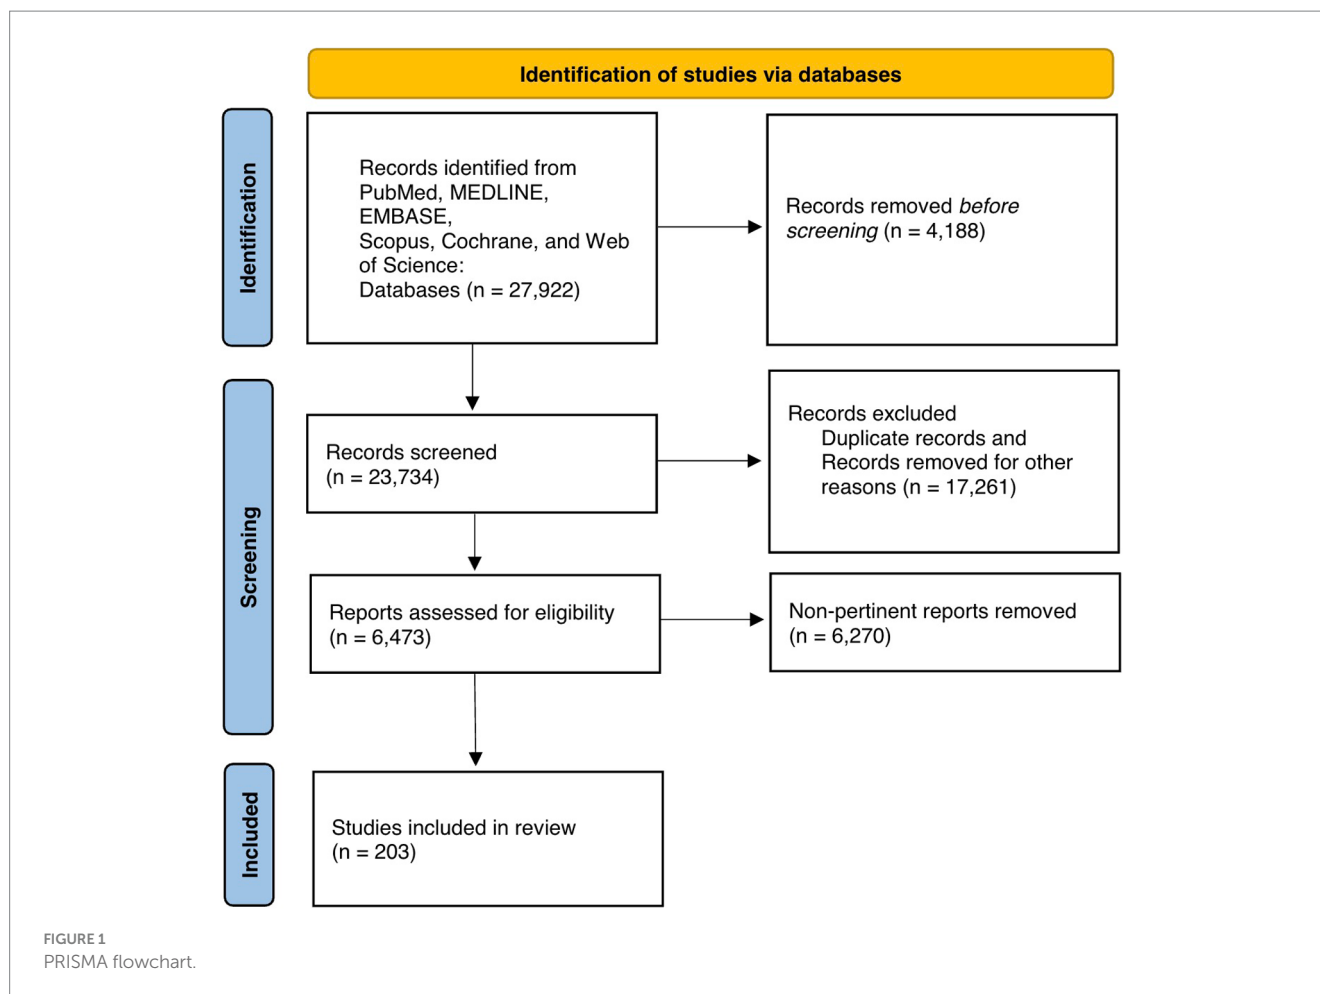 Identification of studies via databases
Identification
Records identified from
PubMed, MEDLINE,
EMBASE,
Scopus, Cochrane, and Web
of Science:
Databases (n = 27,922)
Records removed before
screening (n = 4,188)
Screening
Records screened
(n = 23,734)
Records excluded
Duplicate records and
Records removed for other
reasons (n = 17,261)
Reports assessed for eligibility
(n = 6,473)
Non-pertinent reports removed
(n = 6,270)
Included
Studies included in review
(n = 203)
FIGURE 1
PRISMA flowchart.